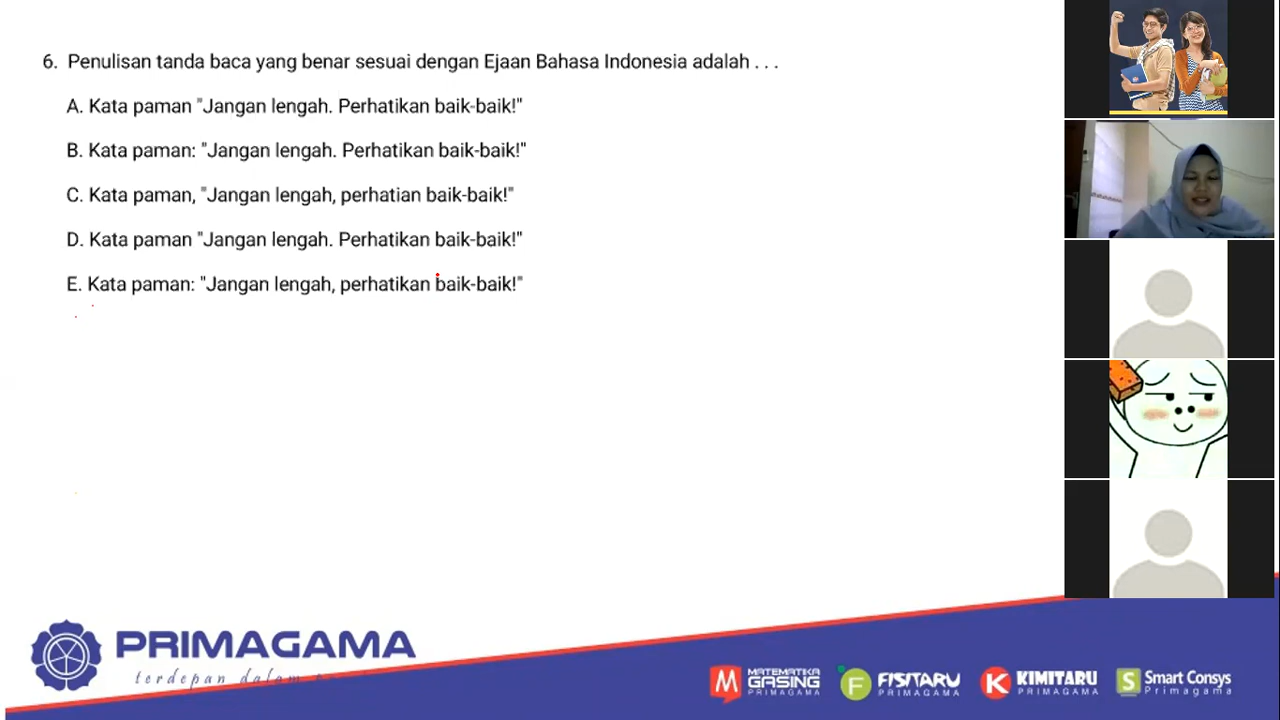 6. Penulisan tanda baca yang benar sesuai dengan Ejaan Bahasa Indonesia adalah . . .
A. Kata paman "Jangan lengah. Perhatikan baik-baik!"
B. Kata paman: "Jangan lengah. Perhatikan baik-baik!"
C. Kata paman, "Jangan lengah, perhatian baik-baik!"
D. Kata paman "Jangan lengah. Perhatikan baik-baik!"
E. Kata paman: "Jangan lengah, perhatikan baik-baik!"
PRIMAGAMA
terdepan dalam
MATEMATIKA
GASING
PRIMAGAMA
FISITARU
PRIMAGAMA
KIMITARU
PRIMAGAMA
Smart Consys
Primagama